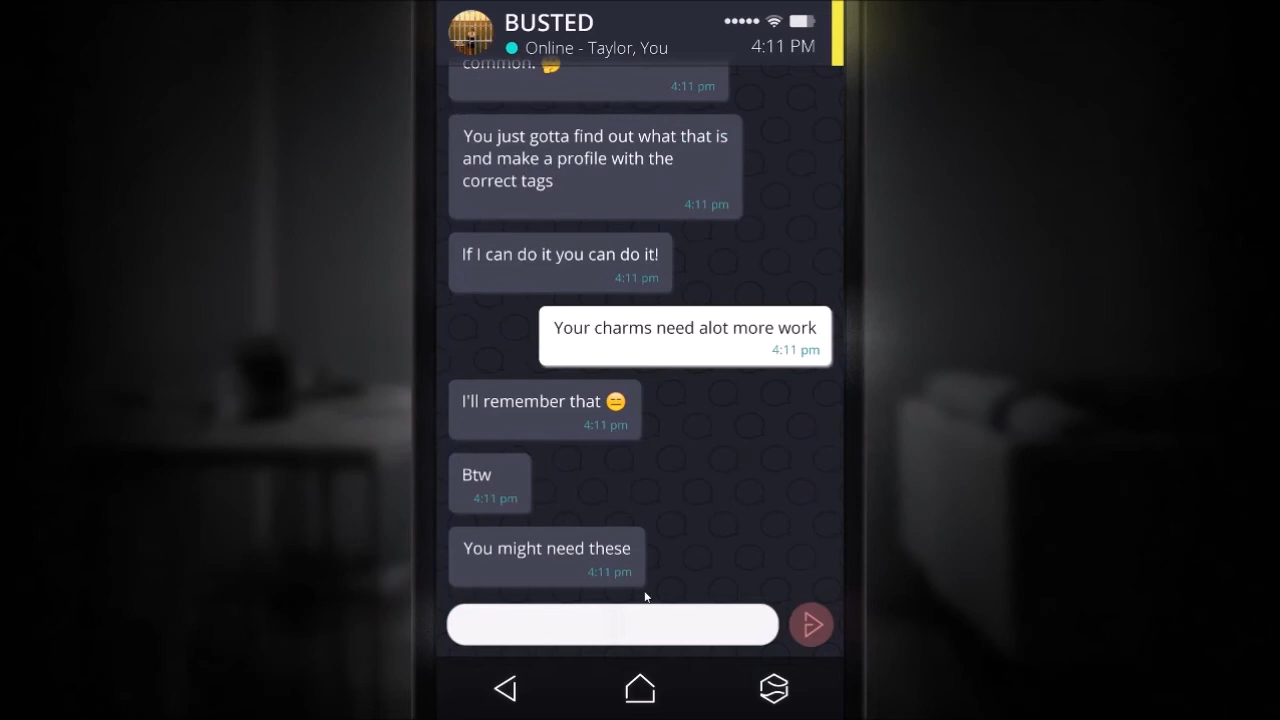 BUSTED
Online - Taylor, You
4:11 PM
common. 🤔
4:11 pm
You just gotta find out what that is
and make a profile with the
correct tags
4:11 pm
If I can do it you can do it!
4:11 pm
Your charms need alot more work
4:11 pm
I'll remember that 😑
4:11 pm
Btw
4:11 pm
You might need these
4:11 pm